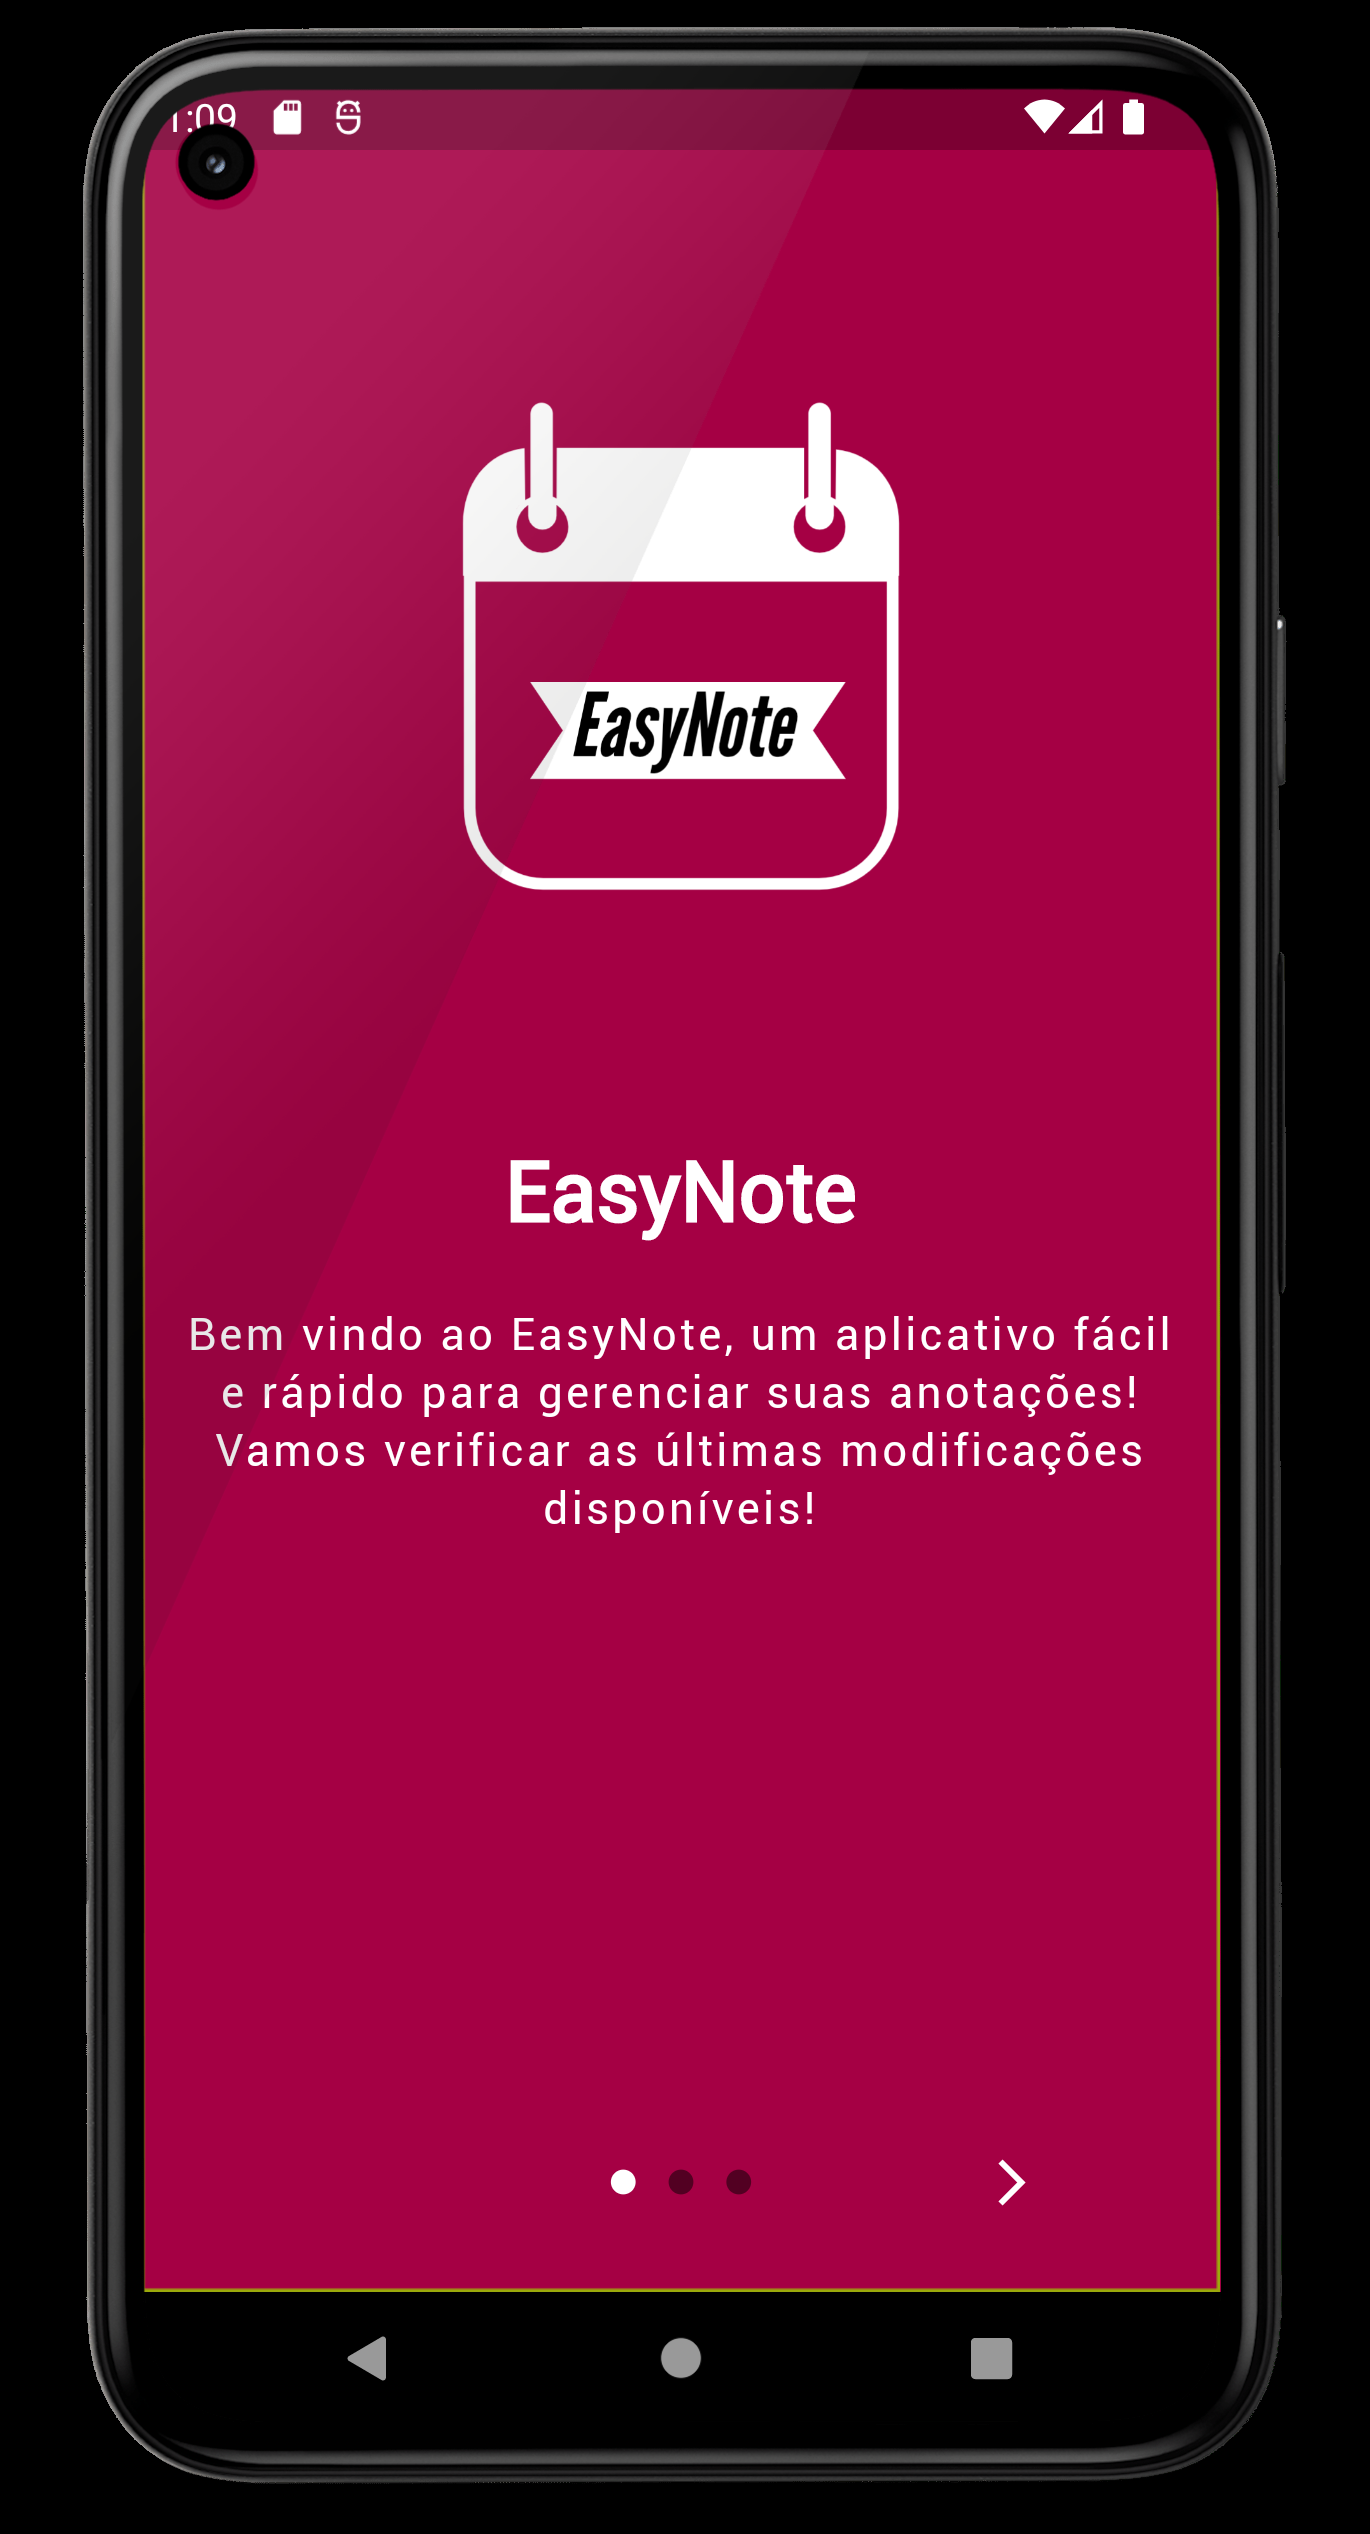 1:09
EasyNote
EasyNote
Bem vindo ao EasyNote, um aplicativo fácil
e rápido para gerenciar suas anotações!
Vamos verificar as últimas modificações
disponíveis!